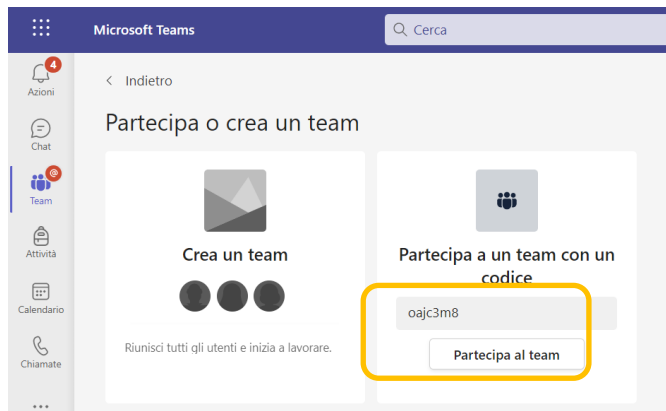 Microsoft Teams
Cerca
4
Azioni
Chat
@
Team
Attività
Calendario
Chiamate
< Indietro
Partecipa o crea un team
Crea un team
Riunisci tutti gli utenti e inizia a lavorare.
Partecipa a un team con un
codice
oajc3m8
Partecipa al team